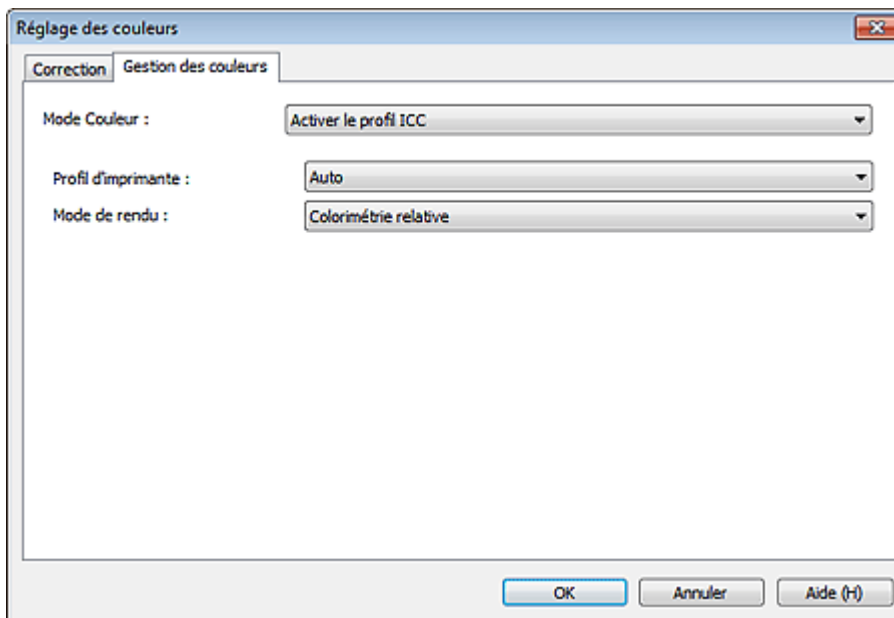 Réglage des couleurs
Correction Gestion des couleurs
Mode Couleur : Activer le profil ICC
Profil d'imprimante : Auto
Mode de rendu : Colorimétrie relative
OK Annuler Aide (H)